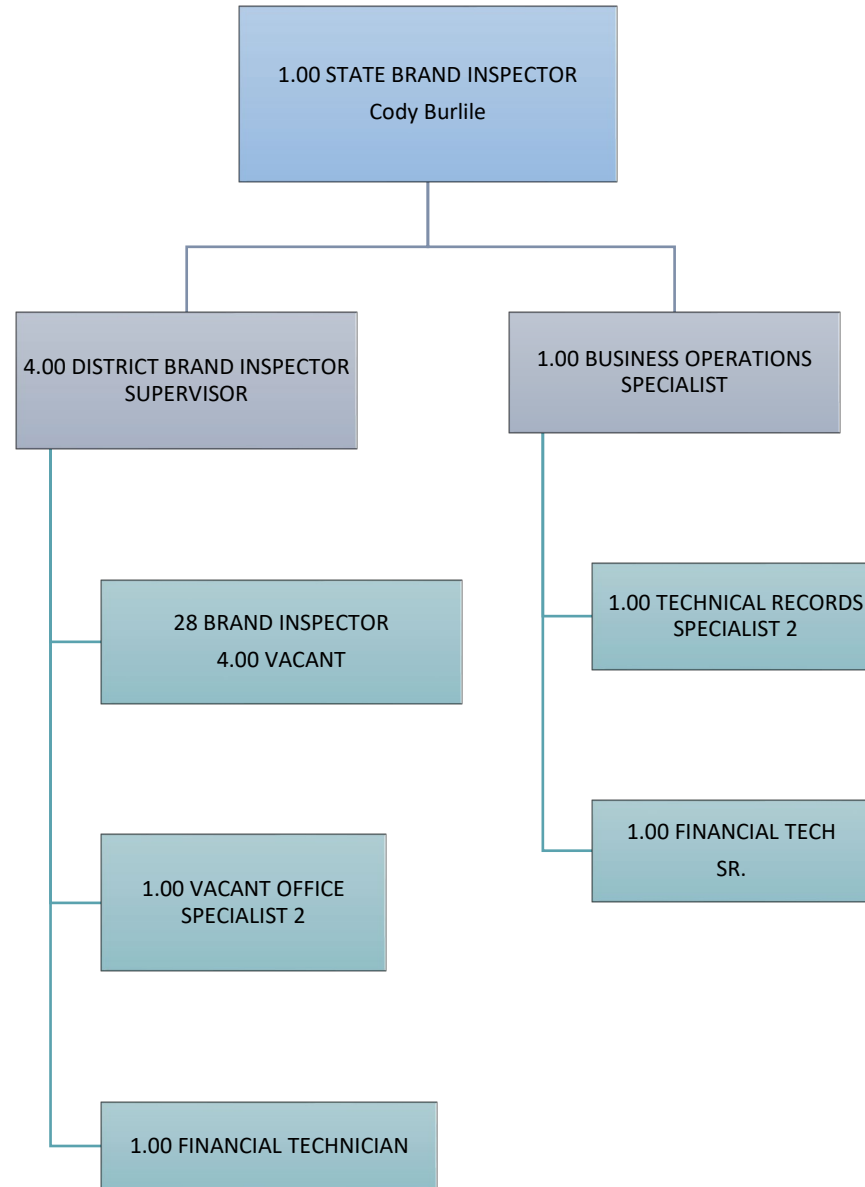 1.00 STATE BRAND INSPECTOR
Cody Burlile
4.00 DISTRICT BRAND INSPECTOR
SUPERVISOR
1.00 BUSINESS OPERATIONS
SPECIALIST
28 BRAND INSPECTOR
4.00 VACANT
1.00 TECHNICAL RECORDS
SPECIALIST 2
1.00 VACANT OFFICE
SPECIALIST 2
1.00 FINANCIAL TECH
SR.
1.00 FINANCIAL TECHNICIAN